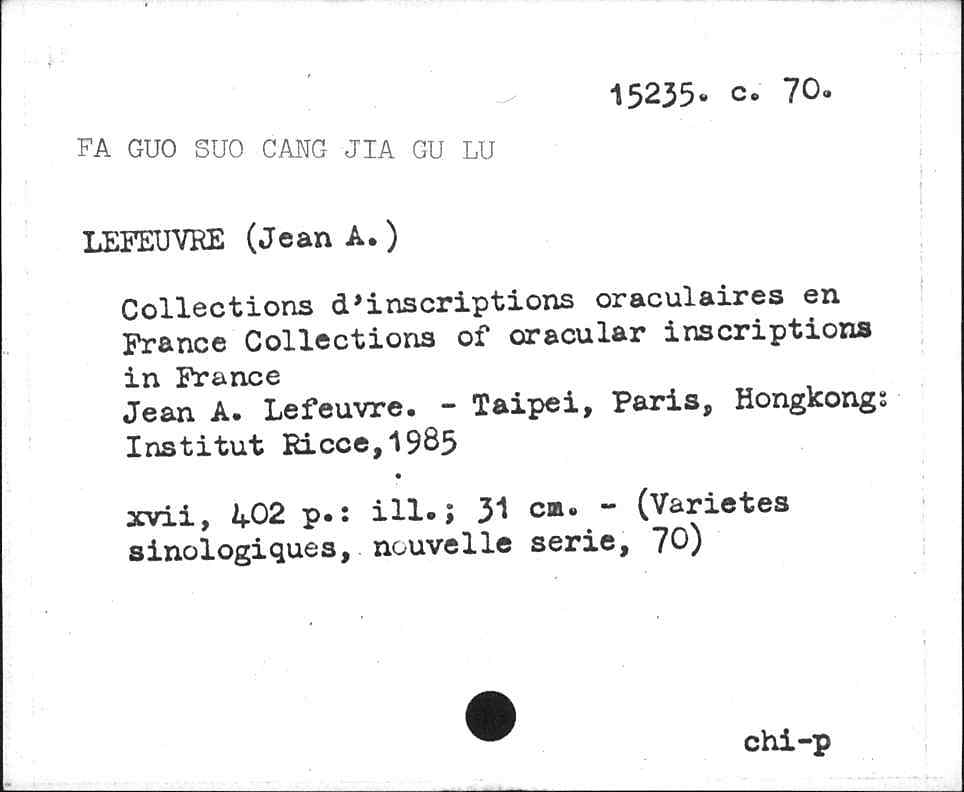 15235. c. 70.
FA GUO SUO CANG JIA GU LU
LEFEUVRE (Jean A.)
Collections d'inscriptions oraculaires en
France Collections of oracular inscriptions
in France
Jean A. Lefeuvre. - Taipei, Paris, Hongkong:
Institut Ricce,1985
xvii, 402 p.: ill.; 31 cm. - (Varietes
sinologiques, nouvelle serie, 70)
chi-p